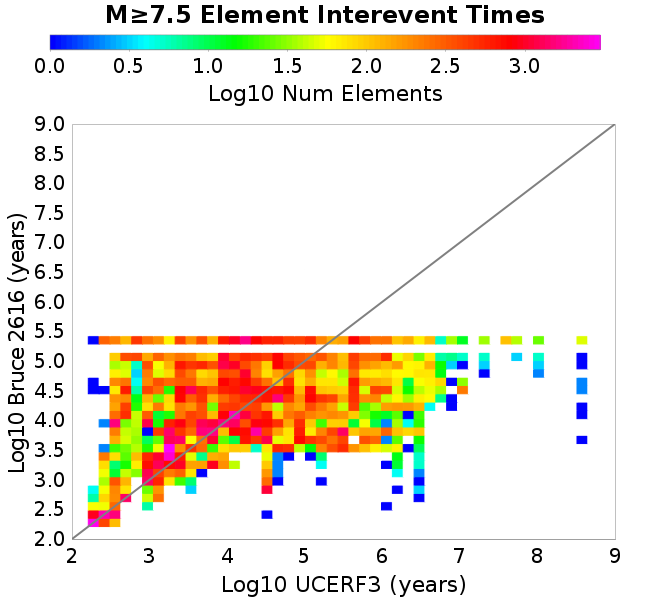 M≥7.5 Element Interevent Times
0.0 0.5 1.0 1.5 2.0 2.5 3.0
Log10 Num Elements
9.0
8.5
8.0
7.5
7.0
6.5
6.0
5.5
5.0
4.5
4.0
3.5
3.0
2.5
2.0
Log10 Bruce 2616 (years)
2 3 4 5 6 7 8 9
Log10 UCERF3 (years)